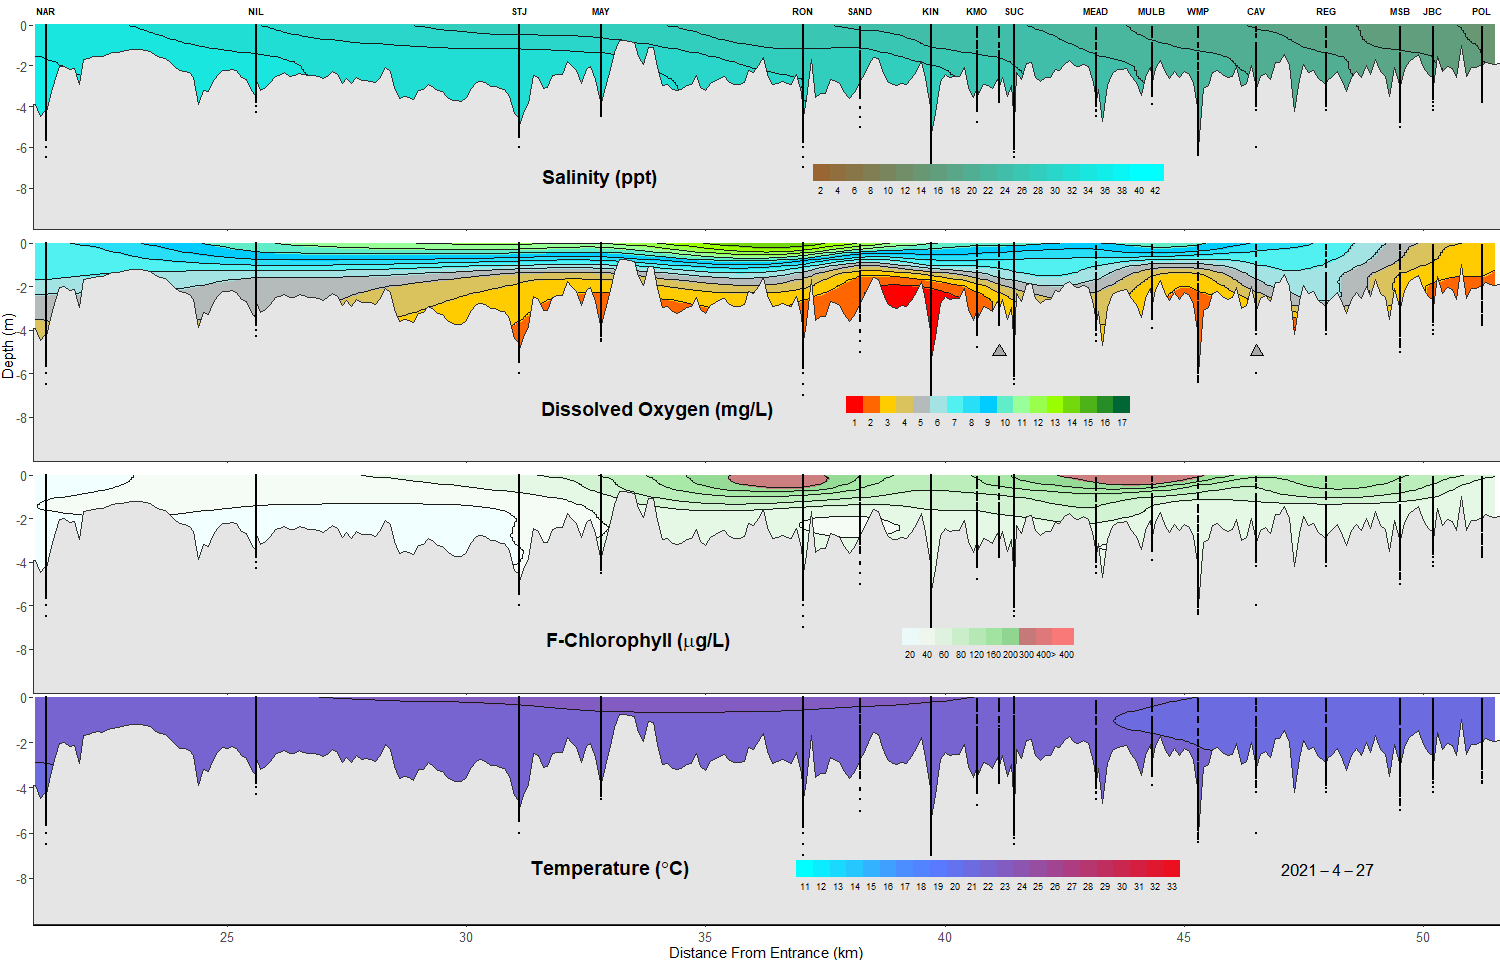 NAR NIL STJ MAY RON SAND KIN KMO SUC MEAD MULB WMP CAV REG MSB JBC POL
0
-2
-4
-6
-8
Salinity (ppt)
2 4 6 8 10 12 14 16 18 20 22 24 26 28 30 32 34 36 38 40 42
0
-2
-4
-6
-8
Depth (m)
Dissolved Oxygen (mg/L)
1 2 3 4 5 6 7 8 9 10 11 12 13 14 15 16 17
0
-2
-4
-6
-8
F-Chlorophyll (μg/L)
20 40 60 80 120 160 200 300 400> 400
0
-2
-4
-6
-8
Temperature (°C)
11 12 13 14 15 16 17 18 19 20 21 22 23 24 25 26 27 28 29 30 31 32 33
2021 – 4 – 27
25 30 35 40 45 50
Distance From Entrance (km)